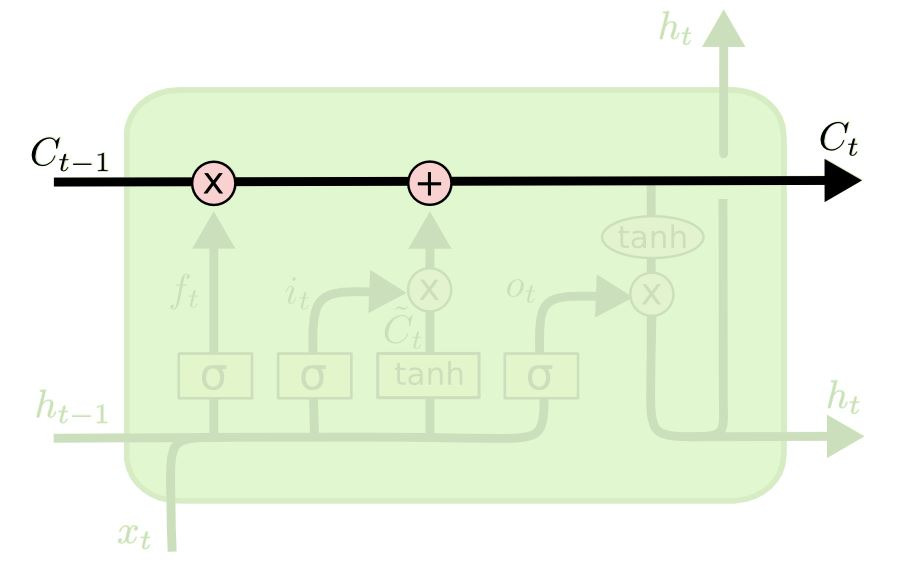 h_t
C_{t-1}
C_t
x +
tanh
f_t i_t x o_t x
C̃_t
σ σ tanh σ
h_{t-1} h_t
x_t